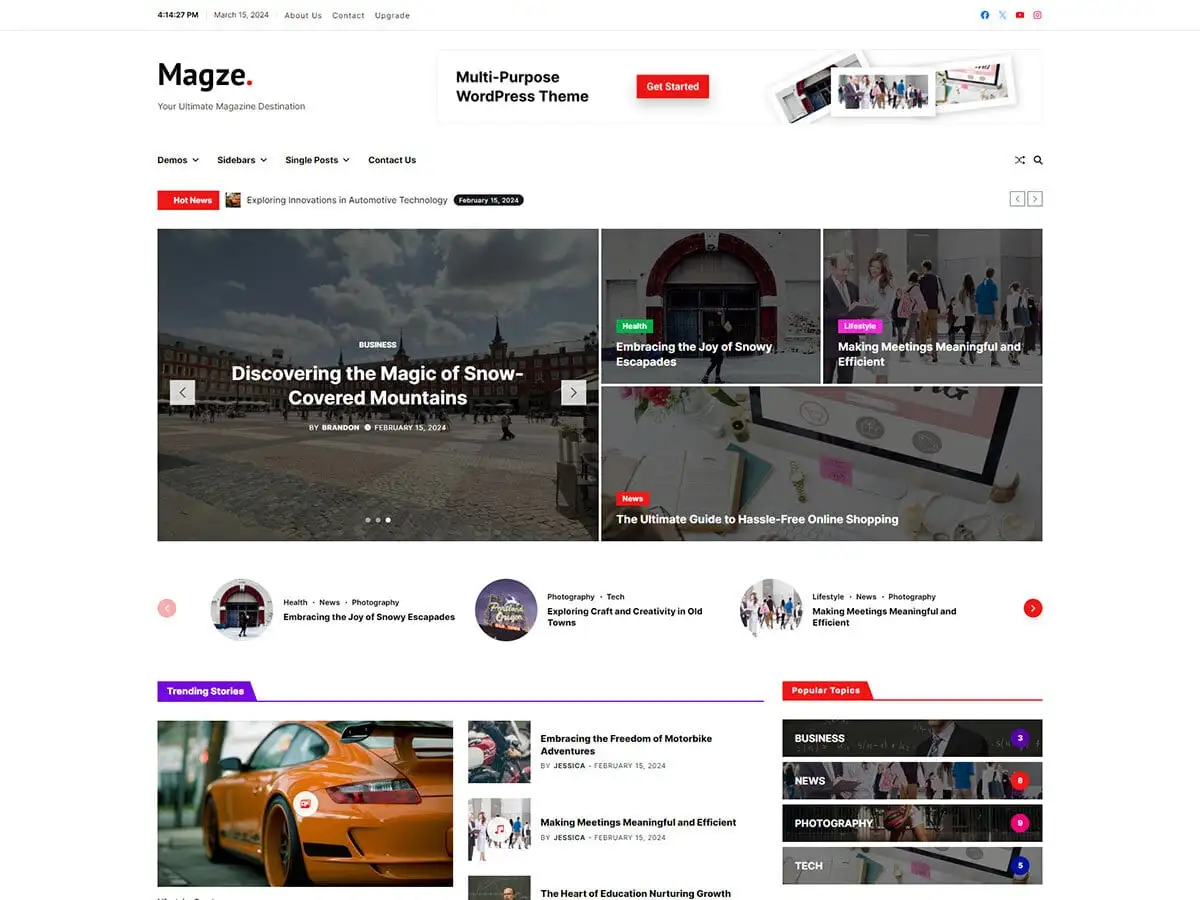 4:14:27 PM
March 15, 2024
About Us
Contact
Upgrade
Magze.
Your Ultimate Magazine Destination
Multi-Purpose
WordPress Theme
Get Started
Demos
Sidebars
Single Posts
Contact Us
Hot News
Exploring Innovations in Automotive Technology
February 15, 2024
BUSINESS
Discovering the Magic of Snow-
Covered Mountains
BY BRANDON FEBRUARY 15, 2024
Health
Embracing the Joy of Snowy
Escapades
Lifestyle
Making Meetings Meaningful and
Efficient
News
The Ultimate Guide to Hassle-Free Online Shopping
Health · News · Photography
Embracing the Joy of Snowy Escapades
Photography · Tech
Exploring Craft and Creativity in Old
Towns
Lifestyle · News · Photography
Making Meetings Meaningful and
Efficient
Trending Stories
Embracing the Freedom of Motorbike
Adventures
BY JESSICA - FEBRUARY 15, 2024
Making Meetings Meaningful and Efficient
BY JESSICA - FEBRUARY 15, 2024
The Heart of Education Nurturing Growth
Popular Topics
BUSINESS
3
NEWS
8
PHOTOGRAPHY
9
TECH
5